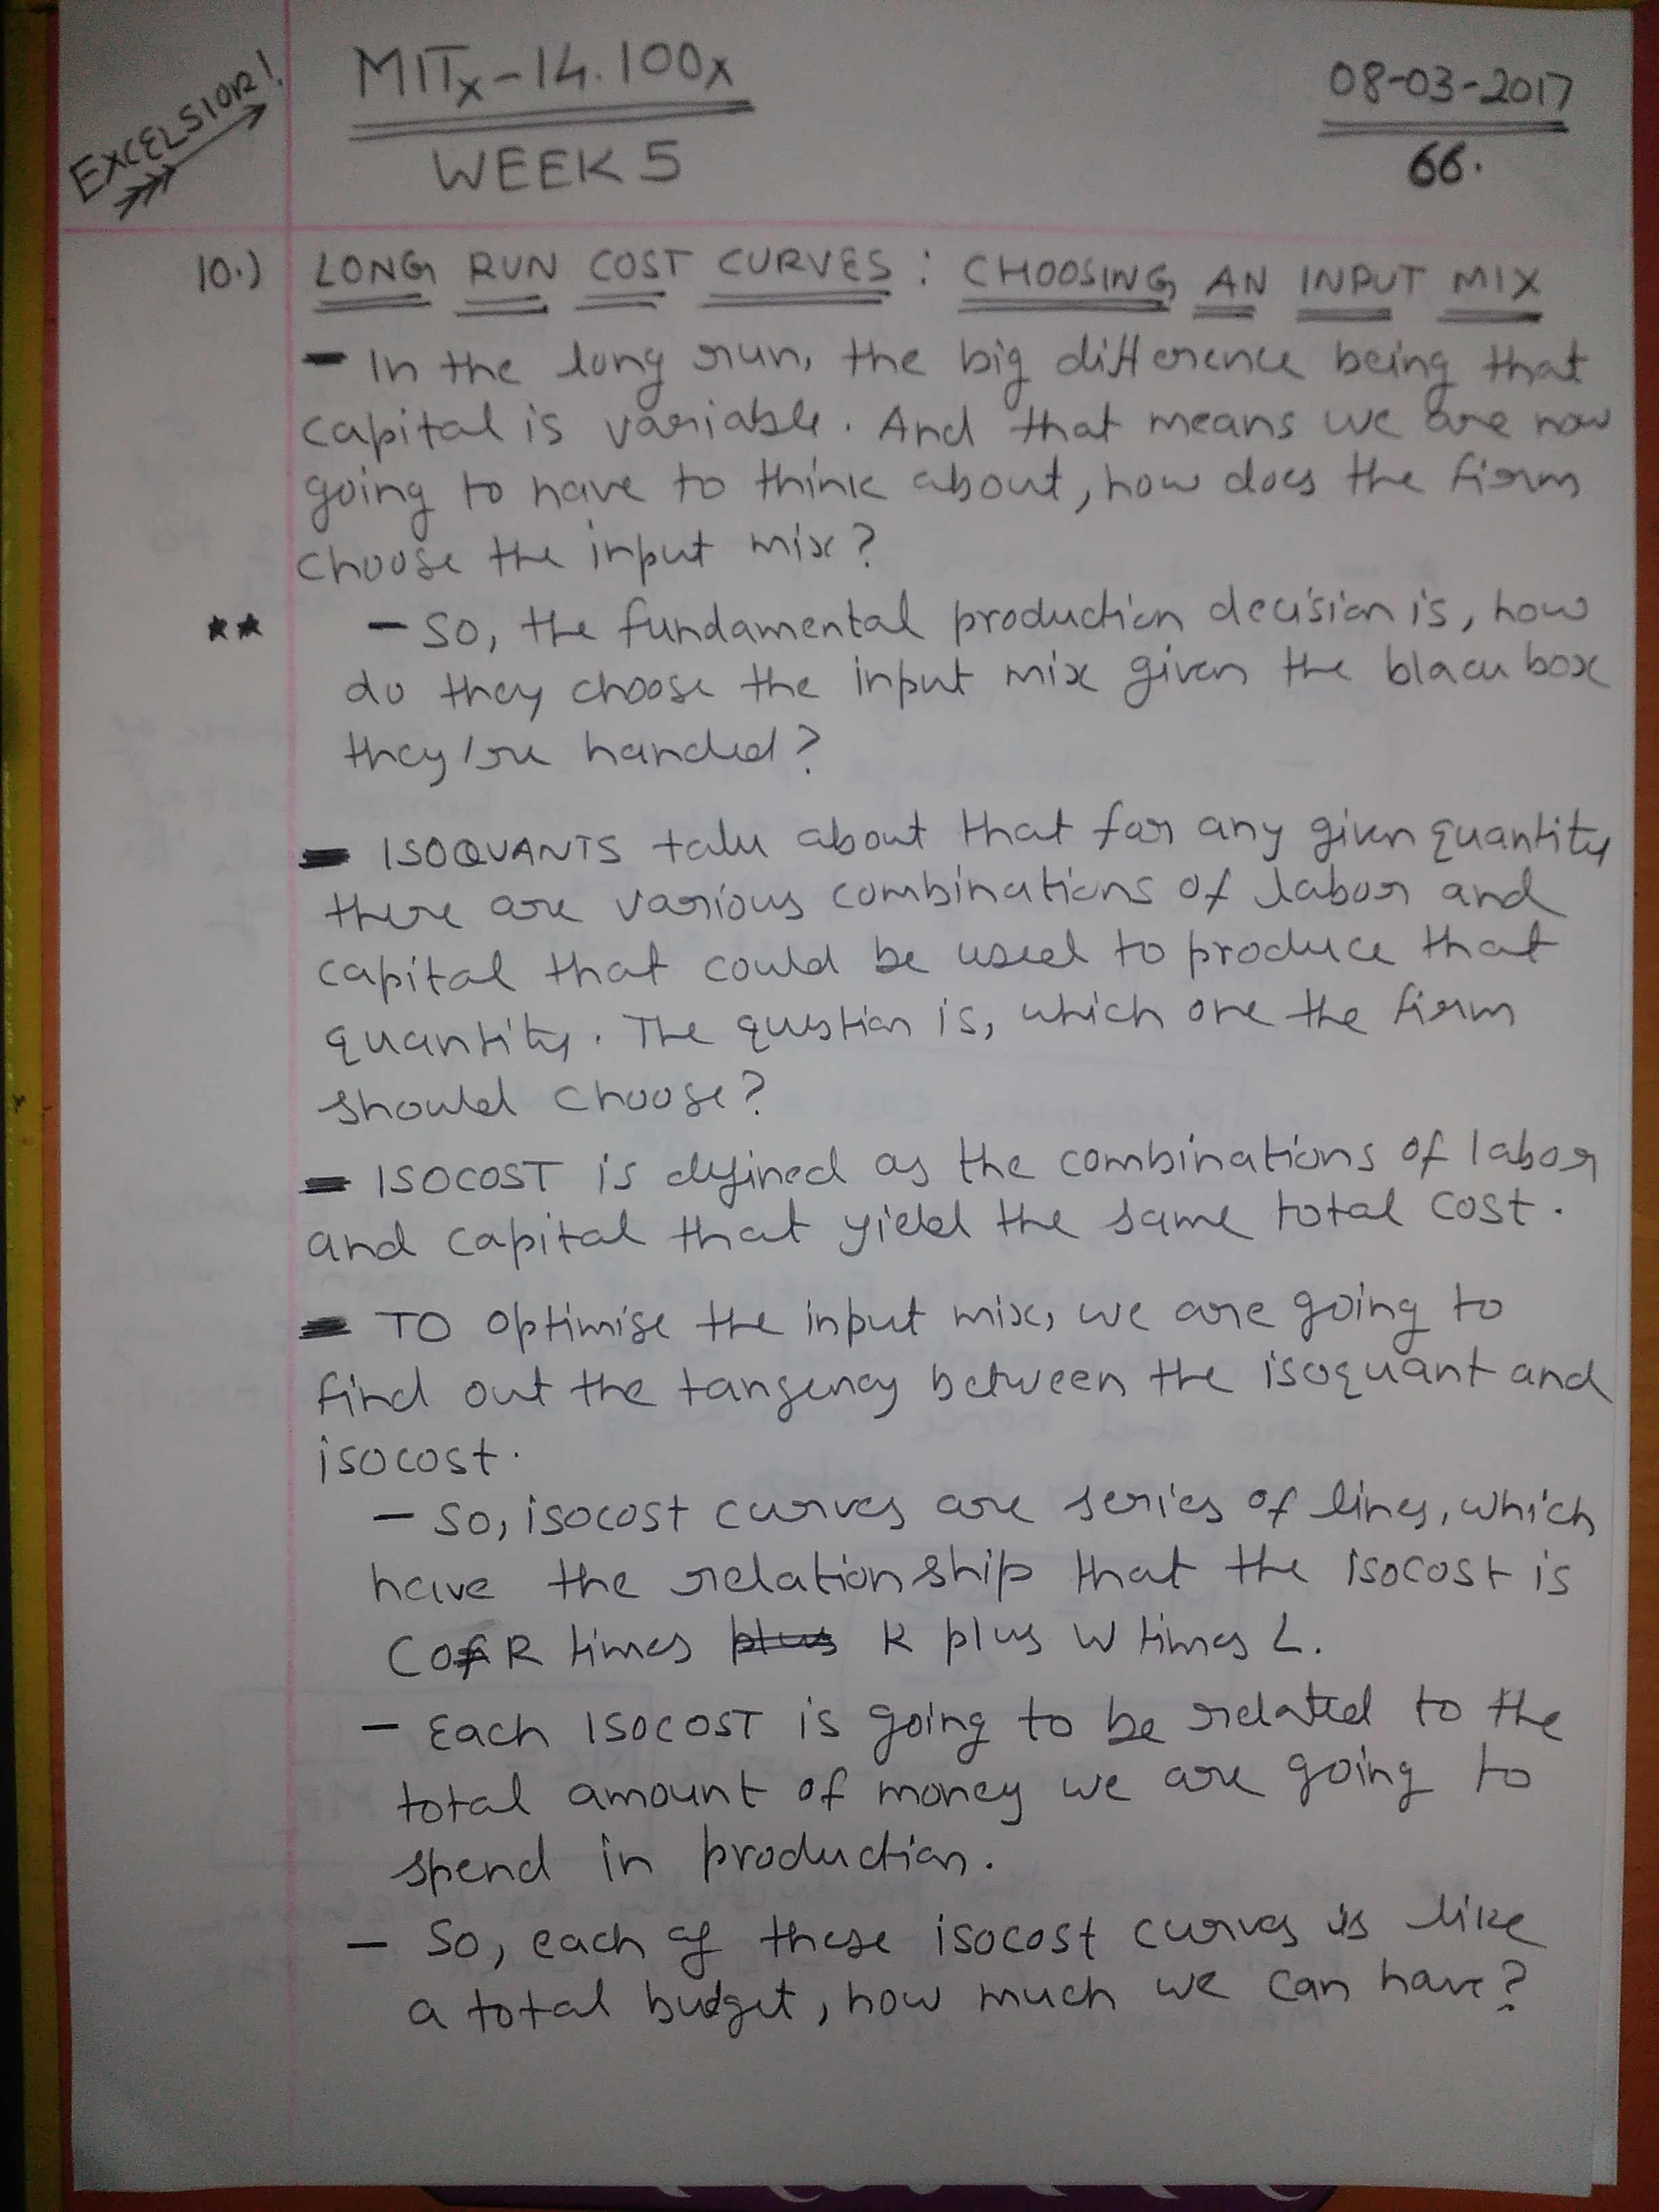 EXCELSIOR!
MITx-14.100x
WEEK 5
08-03-2017
66.
10.) LONG RUN COST CURVES : CHOOSING AN INPUT MIX
- In the long run, the big difference being that
capital is variable. And that means we are now
going to have to think about, how does the firm
choose the input mix?
★★ - So, the fundamental production decision is, how
do they choose the input mix given the black box
they're handed?
- ISOQUANTS talk about that for any given quantity
there are various combinations of labor and
capital that could be used to produce that
quantity. The question is, which one the firm
should choose?
- ISOCOST is defined as the combinations of labor
and capital that yield the same total cost.
- TO optimise the input mix, we are going to
find out the tangency between the isoquant and
isocost.
- So, isocost curves are series of lines, which
have the relationship that the isocost is
R times plus K plus W times L.
- Each ISOCOST is going to be related to the
total amount of money we are going to
spend in production.
- So, each of these isocost curves is like
a total budget, how much we can have?